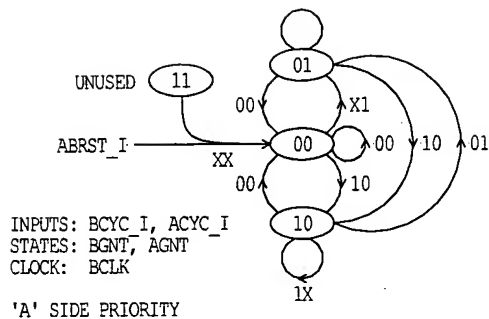 01
UNUSED 11
00 X1
ABRST_I 00 00 10 01
XX
00 10
10
INPUTS: BCYC_I, ACYC_I
STATES: BGNT, AGNT
CLOCK: BCLK
1X
'A' SIDE PRIORITY